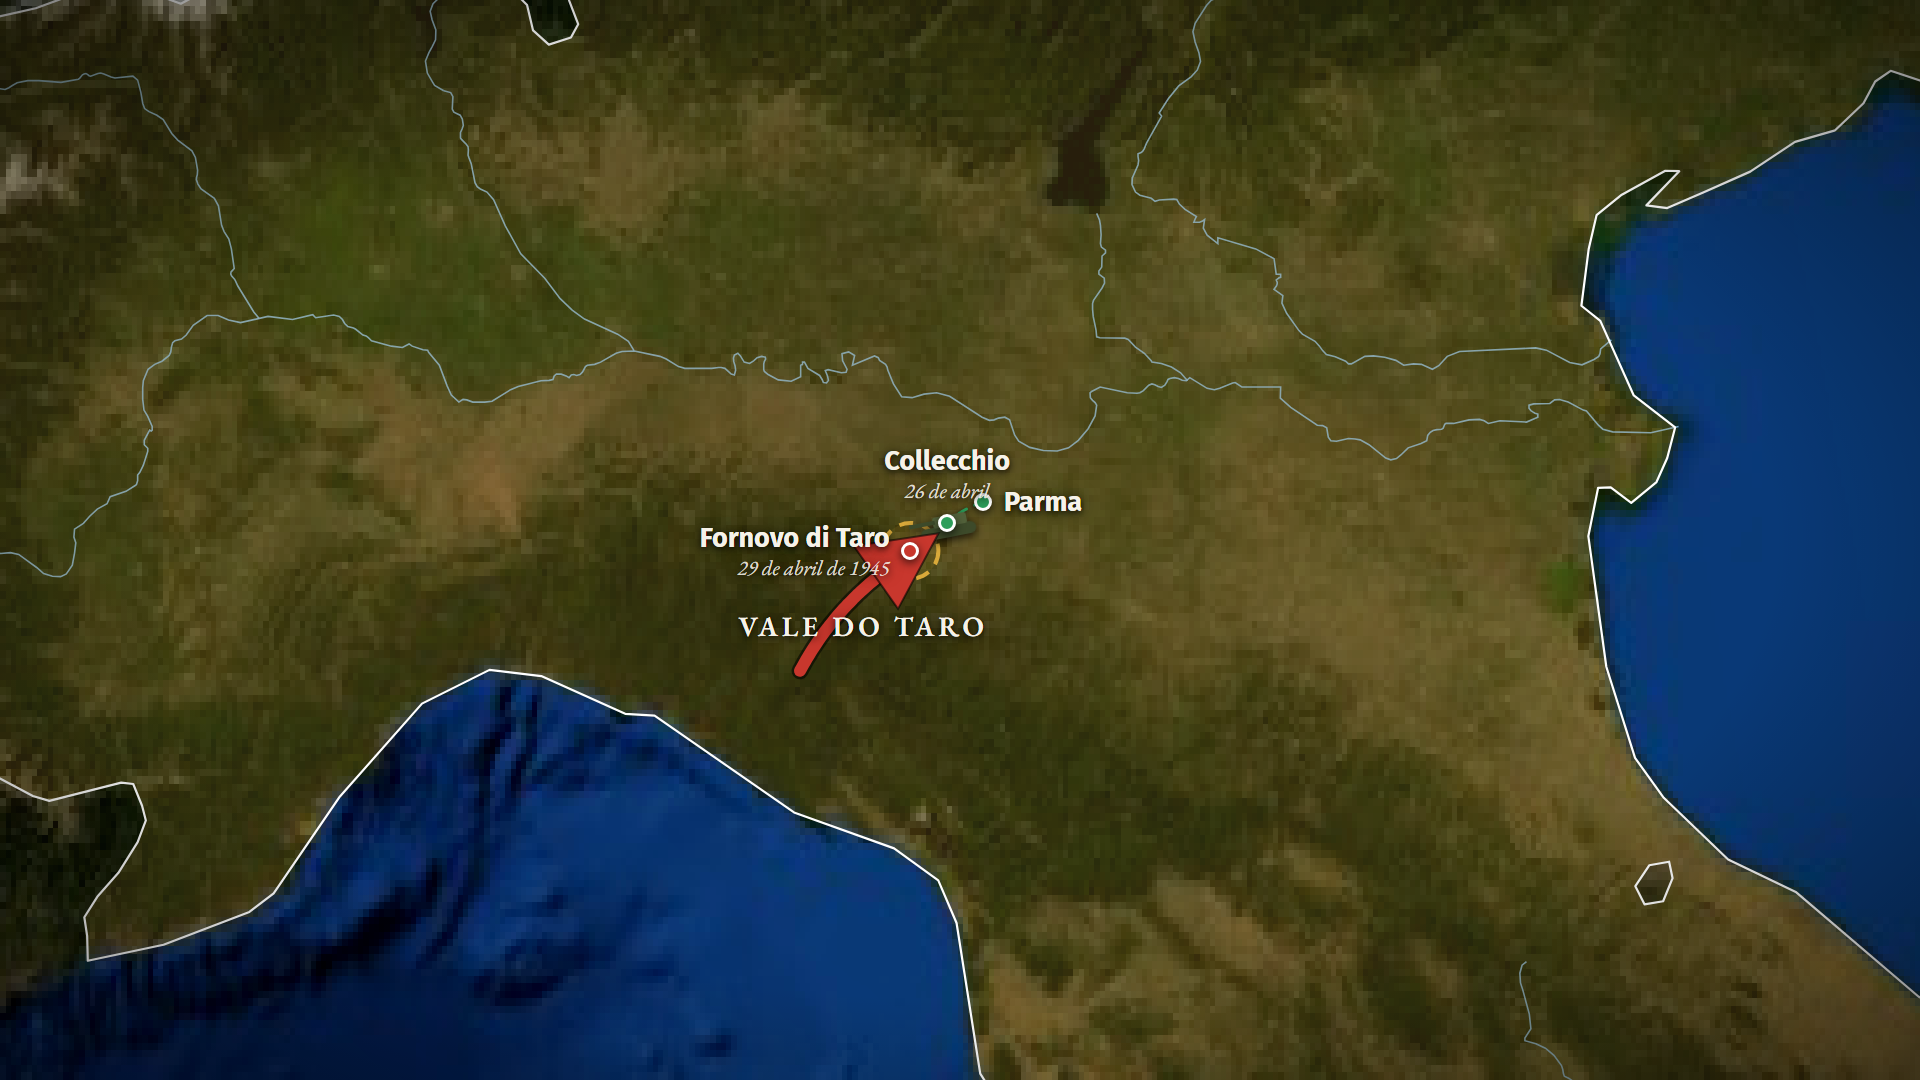 Collecchio
26 de abril
Parma
Fornovo di Taro
29 de abril de 1945
VALE DO TARO